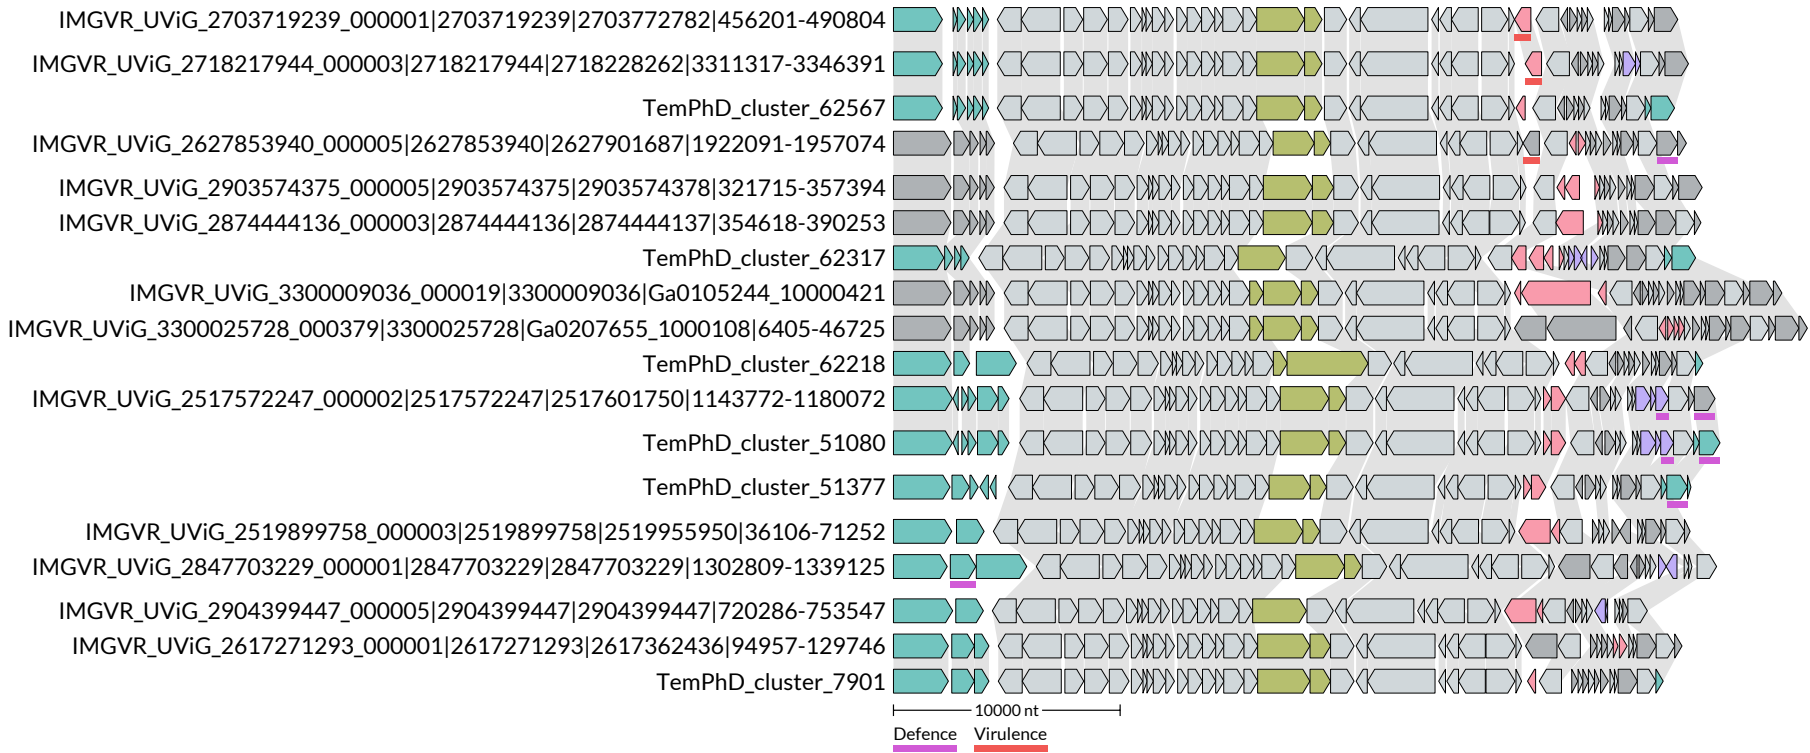 IMGVR_UViG_2703719239_000001|2703719239|2703772782|456201-490804
IMGVR_UViG_2718217944_000003|2718217944|2718228262|3311317-3346391
TemPhD_cluster_62567
IMGVR_UViG_2627853940_000005|2627853940|2627901687|1922091-1957074
IMGVR_UViG_2903574375_000005|2903574375|2903574378|321715-357394
IMGVR_UViG_2874444136_000003|2874444136|2874444137|354618-390253
TemPhD_cluster_62317
IMGVR_UViG_3300009036_000019|3300009036|Ga0105244_10000421
IMGVR_UViG_3300025728_000379|3300025728|Ga0207655_1000108|6405-46725
TemPhD_cluster_62218
IMGVR_UViG_2517572247_000002|2517572247|2517601750|1143772-1180072
TemPhD_cluster_51080
TemPhD_cluster_51377
IMGVR_UViG_2519899758_000003|2519899758|2519955950|36106-71252
IMGVR_UViG_2847703229_000001|2847703229|2847703229|1302809-1339125
IMGVR_UViG_2904399447_000005|2904399447|2904399447|720286-753547
IMGVR_UViG_2617271293_000001|2617271293|2617362436|94957-129746
TemPhD_cluster_7901
10000 nt
Defence Virulence